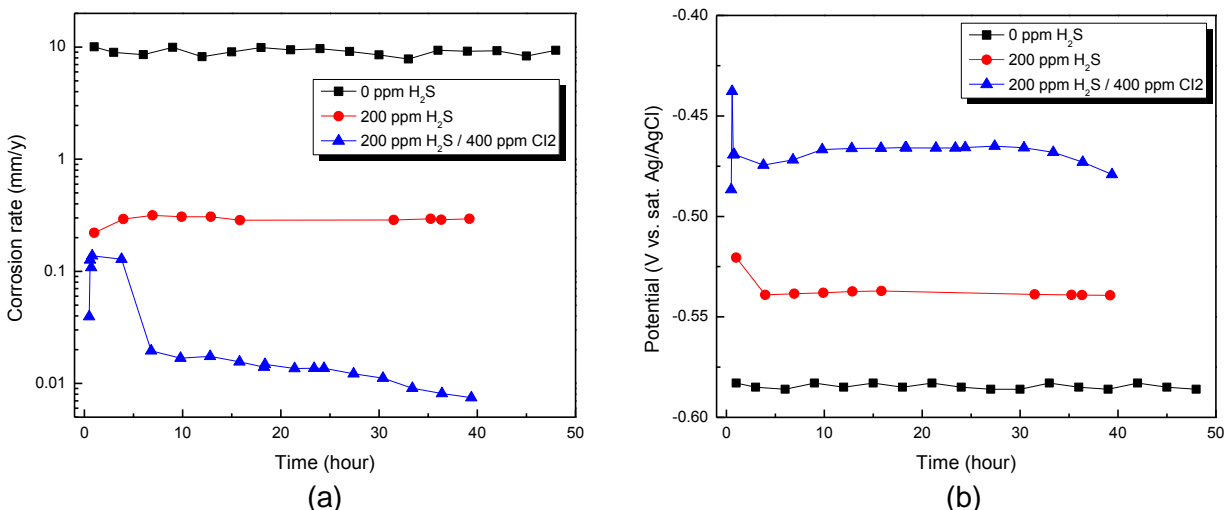 10
1
0.1
0.01
0
10
20
30
40
50
Corrosion rate (mm/y)
Time (hour)
0 ppm H2S
200 ppm H2S
200 ppm H2S / 400 ppm CI2
(a)
-0.40
-0.45
-0.50
-0.55
-0.60
0
10
20
30
40
50
Potential (V vs. sat. Ag/AgCl)
Time (hour)
0 ppm H2S
200 ppm H2S
200 ppm H2S / 400 ppm CI2
(b)